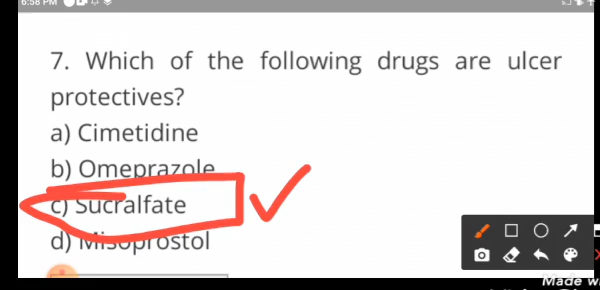 6:58 PM
7. Which of the following drugs are ulcer
protectives?
a) Cimetidine
b) Omeprazole
c) Sucralfate
d) Misoprostol
Made w